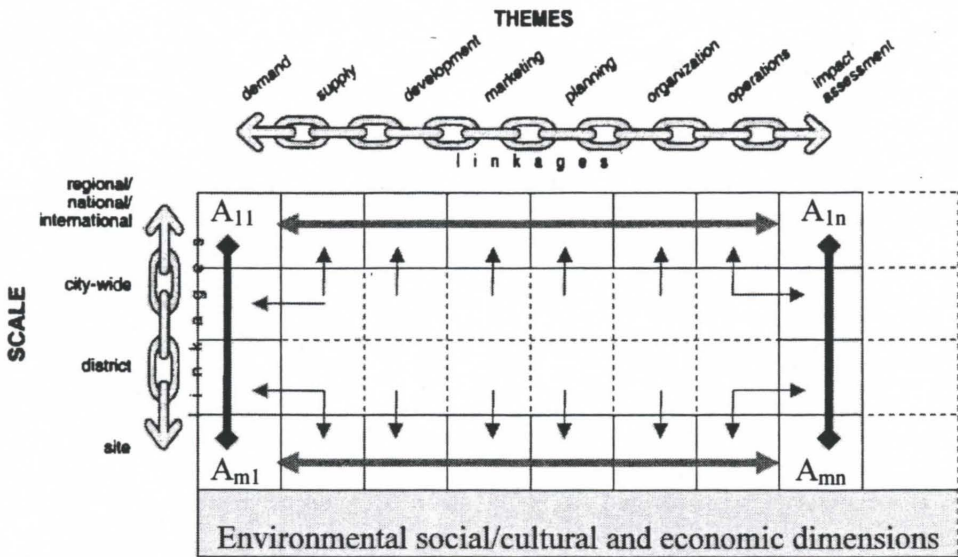 THEMES
demand
supply
development
marketing
planning
organization
operations
impact
assessment
linkages
regional/
national/
international
city-wide
district
site
SCALE
linkages
A11
A1n
Am1
Amn
Environmental social/cultural and economic dimensions